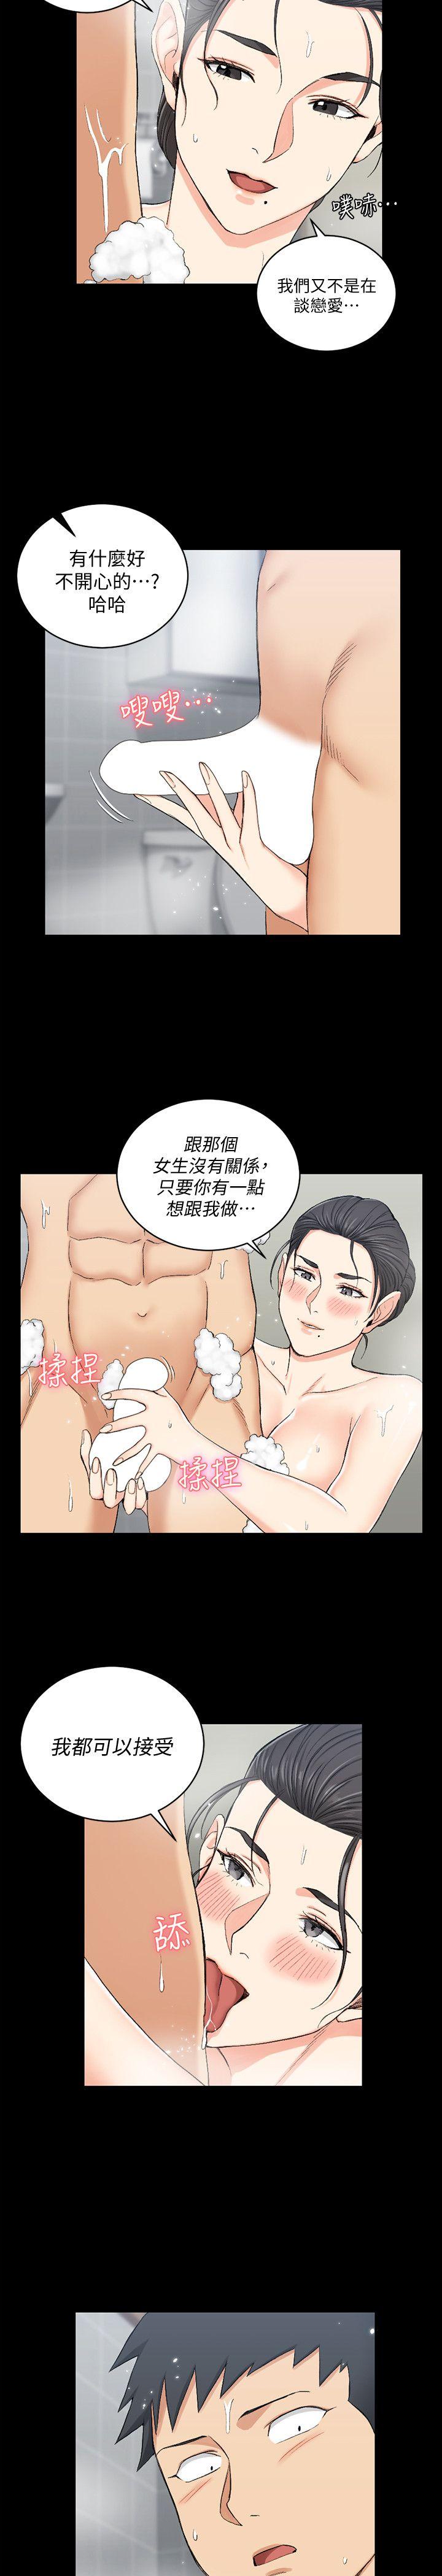 噗哧…
我們又不是在
談戀愛…
有什麼好
不開心的…?
哈哈
嗖嗖…
跟那個
女生沒有關係，
只要你有一點
想跟我做…
揉捏
揉捏
我都可以接受
舔